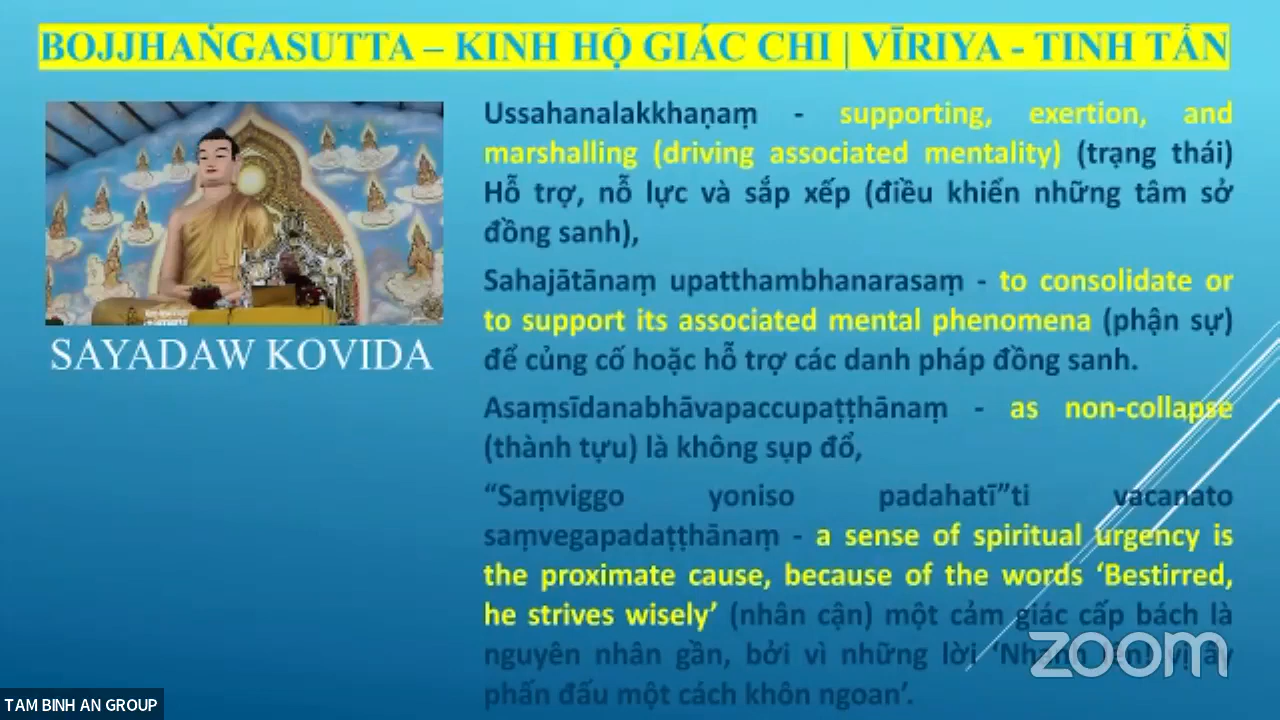 BOJJHAṄGASUTTA – KINH HỘ GIÁC CHI | VĪRIYA - TINH TẤN
SAYADAW KOVIDA
Ussahanalakkhaṇaṃ - supporting, exertion, and
marshalling (driving associated mentality) (trạng thái)
Hỗ trợ, nỗ lực và sắp xếp (điều khiển những tâm sở
đồng sanh),
Sahajātānaṃ upatthambhanarasaṃ - to consolidate or
to support its associated mental phenomena (phận sự)
để củng cố hoặc hỗ trợ các danh pháp đồng sanh.
Asaṃsīdanabhāvapaccupaṭṭhānaṃ - as non-collapse
(thành tựu) là không sụp đổ,
“Saṃviggo yoniso padahatī”ti vacanato
saṃvegapadaṭṭhānaṃ - a sense of spiritual urgency is
the proximate cause, because of the words ‘Bestirred,
he strives wisely’ (nhân cận) một cảm giác cấp bách là
nguyên nhân gần, bởi vì những lời
phấn đấu một cách khôn ngoan’.
zoom
TAM BINH AN GROUP